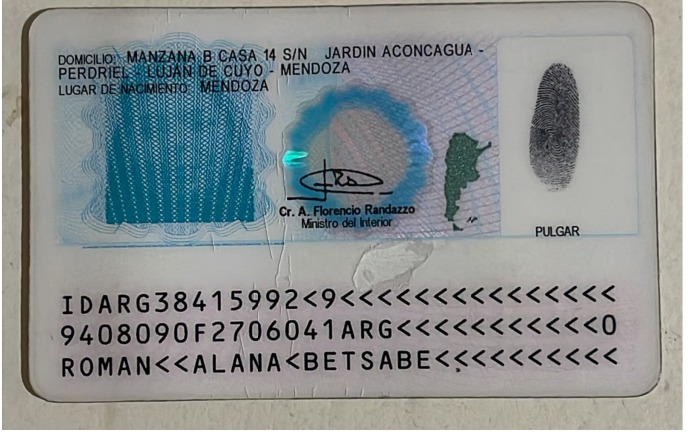 DOMICILIO: MANZANA B CASA 14 S/N JARDIN ACONCAGUA -
PERDRIEL - LUJAN DE CUYO - MENDOZA
LUGAR DE NACIMIENTO: MENDOZA
Cr. A. Florencio Randazzo
Ministro del Interior
PULGAR
IDARG38415992<9<<<<<<<<<<<<<<<
9408090F2706041ARG<<<<<<<<<<<0
ROMAN<<ALANA<BETSABE<<<<<<<<<<